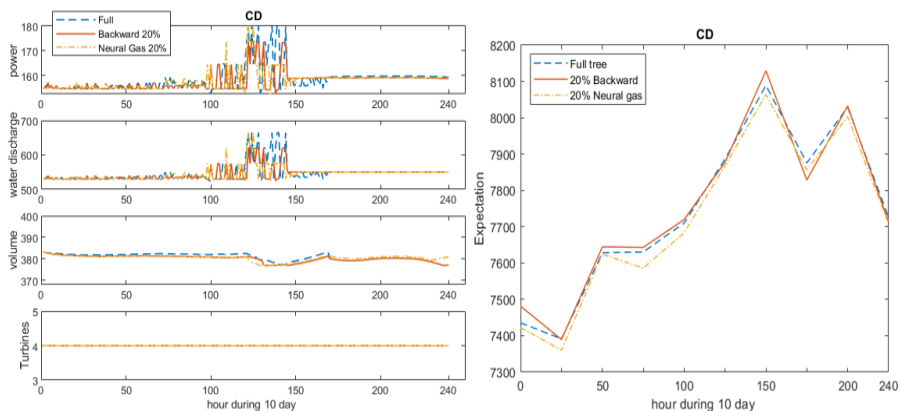 CD
Full
Backward 20%
Neural Gas 20%
power
180
170
160
0 50 100 150 200 240
water discharge
700
600
500
0 50 100 150 200 240
volume
400
390
380
370
0 50 100 150 200 240
Turbines
5
4
3
0 50 100 150 200 240
hour during 10 day
CD
Full tree
20% Backward
20% Neural gas
Expectation
8200
8100
8000
7900
7800
7700
7600
7500
7400
7300
0 50 100 150 200 240
hour during 10 day